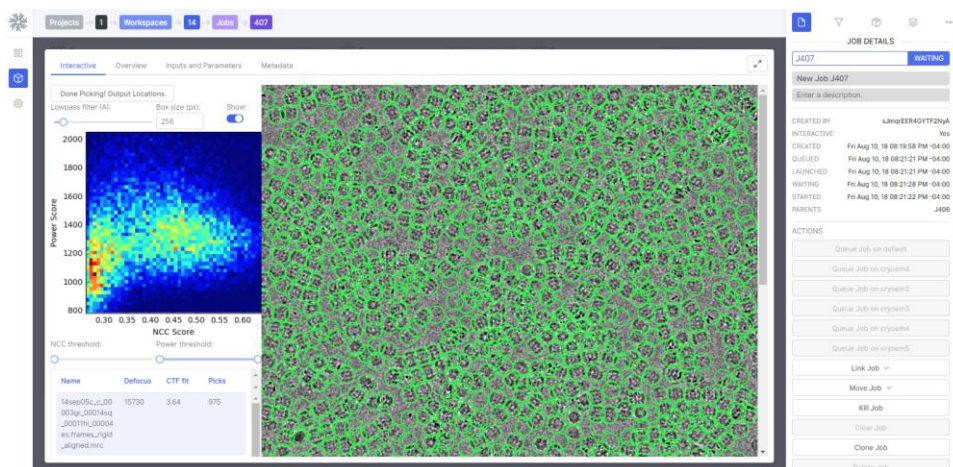 Projects 1 Workspaces 14 Jobs 407
Interactive Overview Inputs and Parameters Metadata
Done Picking! Output Locations
Lowpass filter (A): Box size (px): Show:
256
2000
1800
1600
1400
1200
1000
800
Power Score
0.30 0.35 0.40 0.45 0.50 0.55 0.60
NCC Score
NCC threshold: Power threshold:
Name Defocus CTF fit Picks
14sep05c_c_00 15730 3.64 975
003gr_00014sq
_00011hl_00004
es.frames_rigid
_aligned.mrc
JOB DETAILS
J407 WAITING
New Job J407
Enter a description.
CREATED BY sJmqrEER4GYTF2NyA
INTERACTIVE Yes
CREATED Fri Aug 10, 18 08:19:58 PM -04:00
QUEUED Fri Aug 10, 18 08:21:21 PM -04:00
LAUNCHED Fri Aug 10, 18 08:21:21 PM -04:00
WAITING Fri Aug 10, 18 08:21:28 PM -04:00
STARTED Fri Aug 10, 18 08:21:22 PM -04:00
PARENTS J406
ACTIONS
Queue Job on default
Queue Job on cryoem4
Queue Job on cryoem2
Queue Job on cryoem3
Queue Job on cryoem4
Queue Job on cryoem5
Link Job
Move Job
Kill Job
Clear Job
Clone Job